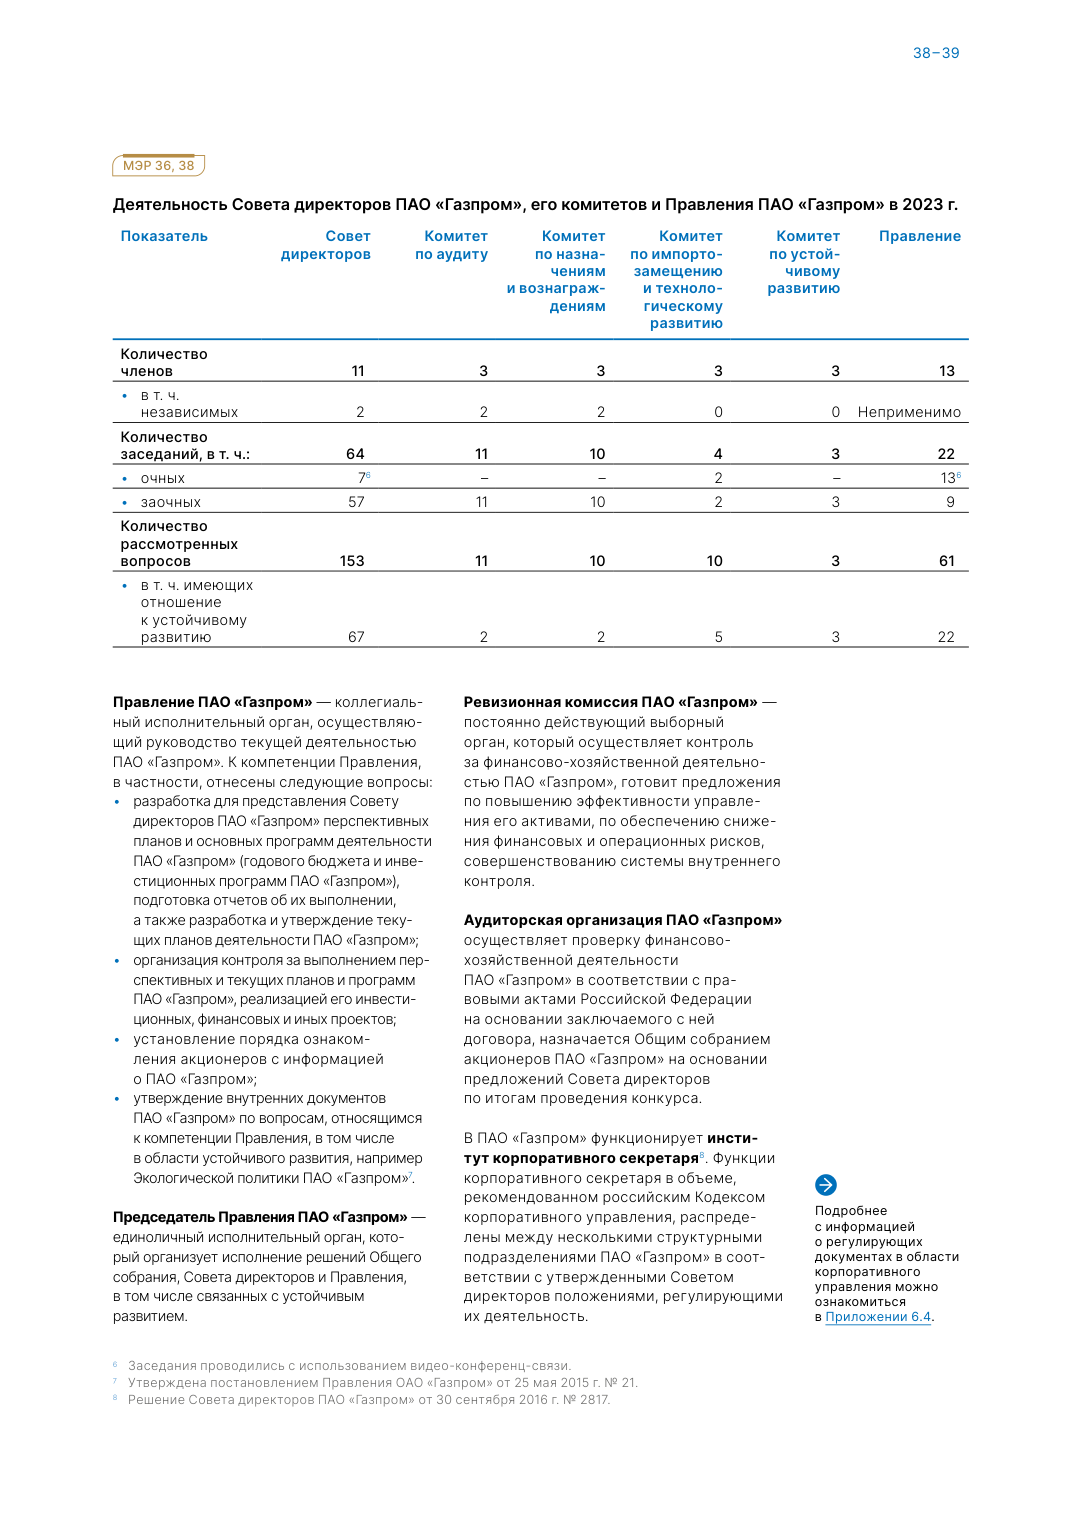 38–39
МЭР 36, 38
Деятельность Совета директоров ПАО «Газпром», его комитетов и Правления ПАО «Газпром» в 2023 г.
Показатель Совет директоров Комитет по аудиту Комитет по назна-чениям и вознаграж-дениям Комитет по импорто-замещению и техноло-гическому развитию Комитет по устой-чивому развитию Правление
Количество
членов 11 3 3 3 3 13
• в т. ч.
независимых 2 2 2 0 0 Неприменимо
Количество
заседаний, в т. ч.: 64 11 10 4 3 22
• очных 7⁶ – – 2 – 13⁶
• заочных 57 11 10 2 3 9
Количество
рассмотренных
вопросов 153 11 10 10 3 61
• в т. ч. имеющих
отношение
к устойчивому
развитию 67 2 2 5 3 22
Правление ПАО «Газпром» — коллегиаль-
ный исполнительный орган, осуществляю-
щий руководство текущей деятельностью
ПАО «Газпром». К компетенции Правления,
в частности, отнесены следующие вопросы:
• разработка для представления Совету
директоров ПАО «Газпром» перспективных
планов и основных программ деятельности
ПАО «Газпром» (годового бюджета и инве-
стиционных программ ПАО «Газпром»),
подготовка отчетов об их выполнении,
а также разработка и утверждение теку-
щих планов деятельности ПАО «Газпром»;
• организация контроля за выполнением пер-
спективных и текущих планов и программ
ПАО «Газпром», реализацией его инвести-
ционных, финансовых и иных проектов;
• установление порядка ознаком-
ления акционеров с информацией
о ПАО «Газпром»;
• утверждение внутренних документов
ПАО «Газпром» по вопросам, относящимся
к компетенции Правления, в том числе
в области устойчивого развития, например
Экологической политики ПАО «Газпром»⁷.
Председатель Правления ПАО «Газпром» —
единоличный исполнительный орган, кото-
рый организует исполнение решений Общего
собрания, Совета директоров и Правления,
в том числе связанных с устойчивым
развитием.
Ревизионная комиссия ПАО «Газпром» —
постоянно действующий выборный
орган, который осуществляет контроль
за финансово-хозяйственной деятельно-
стью ПАО «Газпром», готовит предложения
по повышению эффективности управле-
ния его активами, по обеспечению сниже-
ния финансовых и операционных рисков,
совершенствованию системы внутреннего
контроля.
Аудиторская организация ПАО «Газпром»
осуществляет проверку финансово-
хозяйственной деятельности
ПАО «Газпром» в соответствии с пра-
вовыми актами Российской Федерации
на основании заключаемого с ней
договора, назначается Общим собранием
акционеров ПАО «Газпром» на основании
предложений Совета директоров
по итогам проведения конкурса.
В ПАО «Газпром» функционирует инсти-
тут корпоративного секретаря⁸. Функции
корпоративного секретаря в объеме,
рекомендованном российским Кодексом
корпоративного управления, распреде-
лены между несколькими структурными
подразделениями ПАО «Газпром» в соот-
ветствии с утвержденными Советом
директоров положениями, регулирующими
их деятельность.
Подробнее
с информацией
о регулирующих
документах в области
корпоративного
управления можно
ознакомиться
в Приложении 6.4.
⁶ Заседания проводились с использованием видео-конференц-связи.
⁷ Утверждена постановлением Правления ОАО «Газпром» от 25 мая 2015 г. № 21.
⁸ Решение Совета директоров ПАО «Газпром» от 30 сентября 2016 г. № 2817.